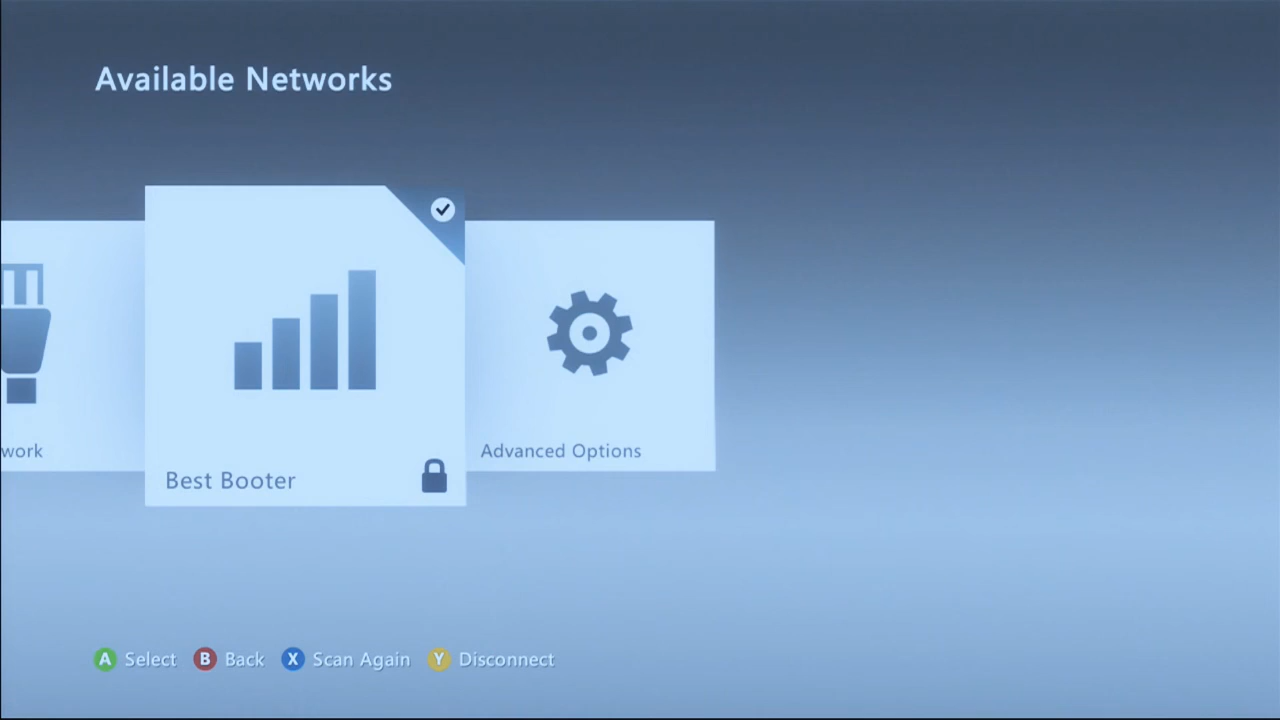 Available Networks
work
Best Booter
Advanced Options
A Select B Back X Scan Again Y Disconnect